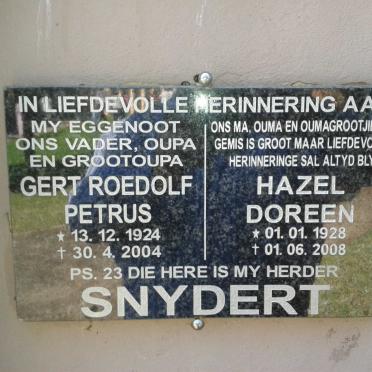 IN LIEFDEVOLLE HERINNERING AA
MY EGGENOOT
ONS VADER, OUPA
EN GROOTOUPA
GERT ROEDOLF
PETRUS
★ 13. 12. 1924
† 30. 4. 2004
ONS MA, OUMA EN OUMAGROOTJI
GEMIS IS GROOT MAAR LIEFDEVO
HERINNERINGE SAL ALTYD BLY
HAZEL
DOREEN
★ 01. 01. 1928
† 01. 06. 2008
PS. 23 DIE HERE IS MY HERDER
SNYDERT